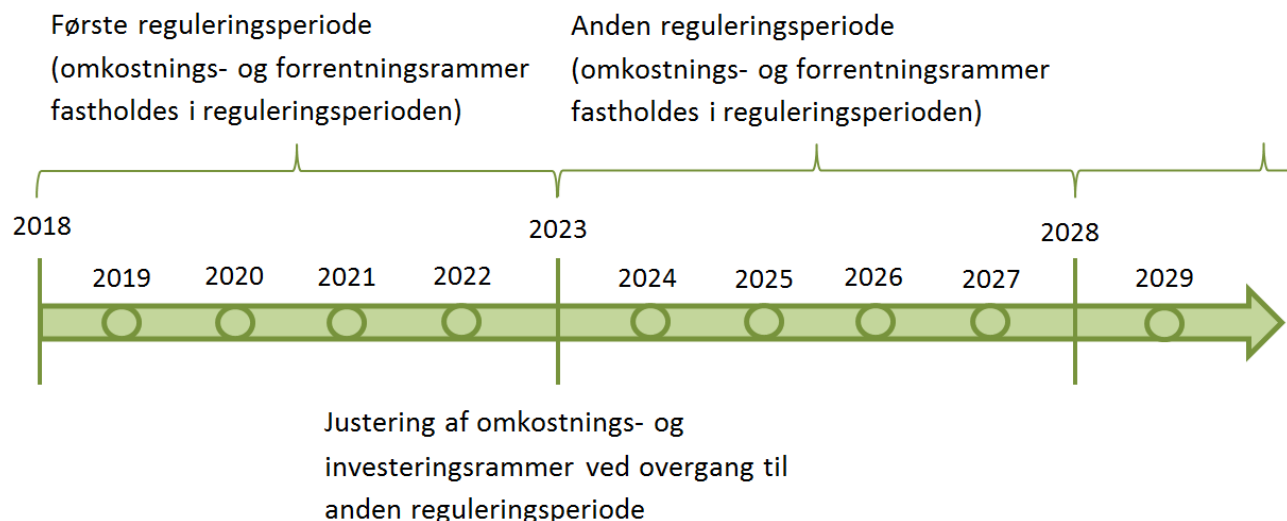 Første reguleringsperiode
(omkostnings- og forrentningsrammer
fastholdes i reguleringsperioden)
Anden reguleringsperiode
(omkostnings- og forrentningsrammer
fastholdes i reguleringsperioden)
2018
2023
2028
2019
2020
2021
2022
2024
2025
2026
2027
2029
Justering af omkostnings- og
investeringsrammer ved overgang til
anden reguleringsperiode